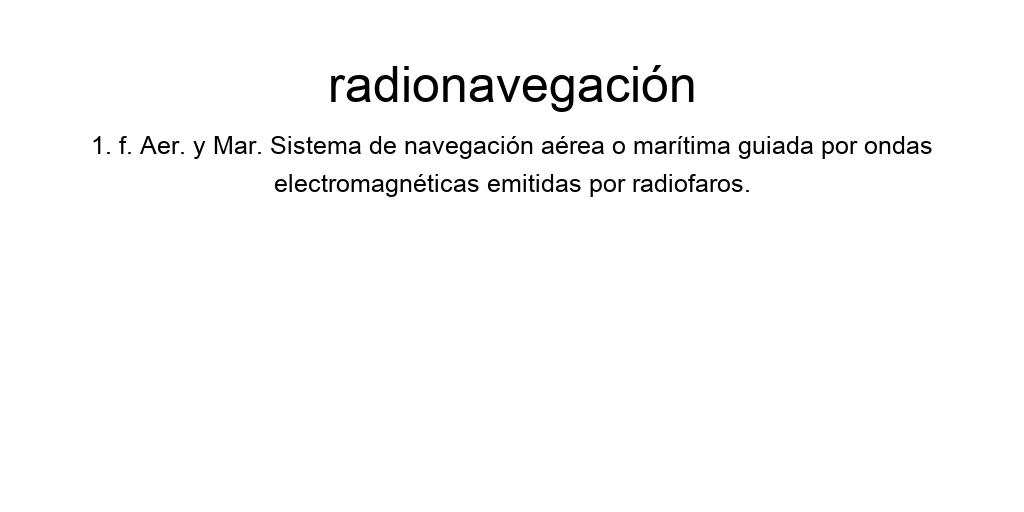 radionavegación
1. f. Aer. y Mar. Sistema de navegación aérea o marítima guiada por ondas
electromagnéticas emitidas por radiofaros.